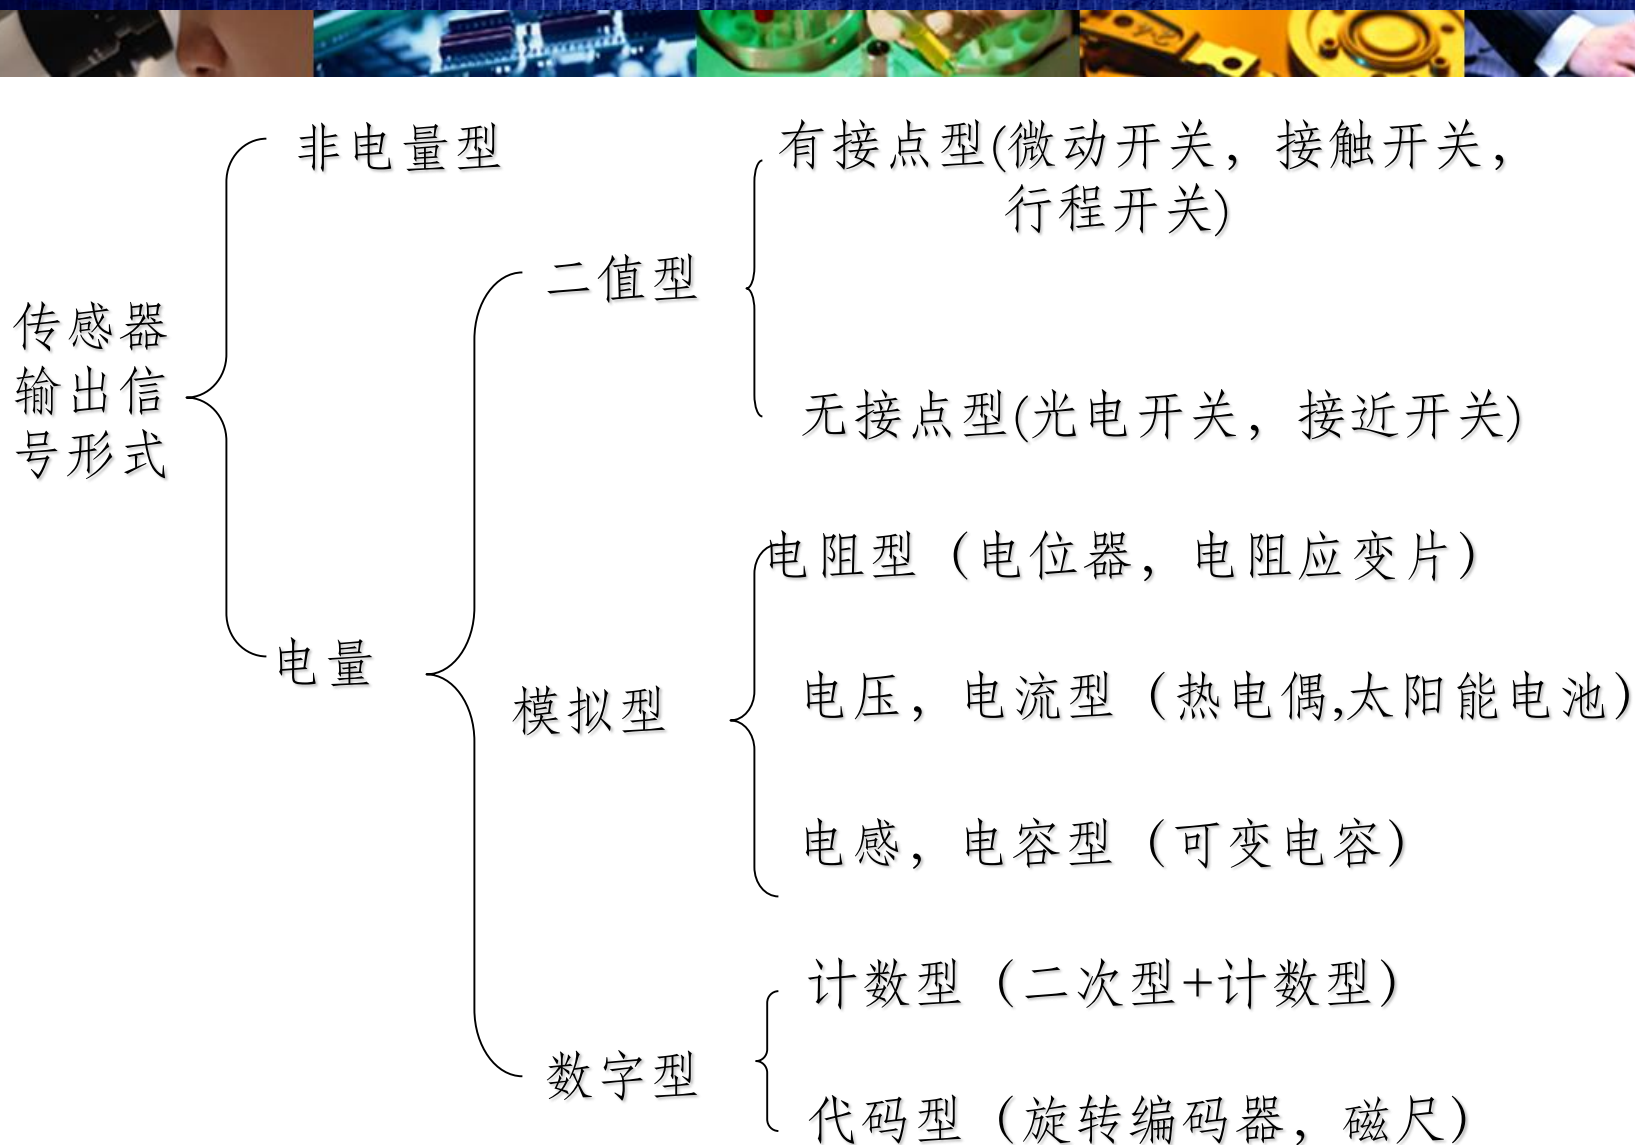 非电量型
有接点型(微动开关，接触开关，
行程开关)
二值型
传感器
输出信
号形式
无接点型(光电开关，接近开关)
电阻型（电位器，电阻应变片）
电量
电压，电流型（热电偶,太阳能电池）
模拟型
电感，电容型（可变电容）
计数型（二次型+计数型）
数字型
代码型（旋转编码器，磁尺）